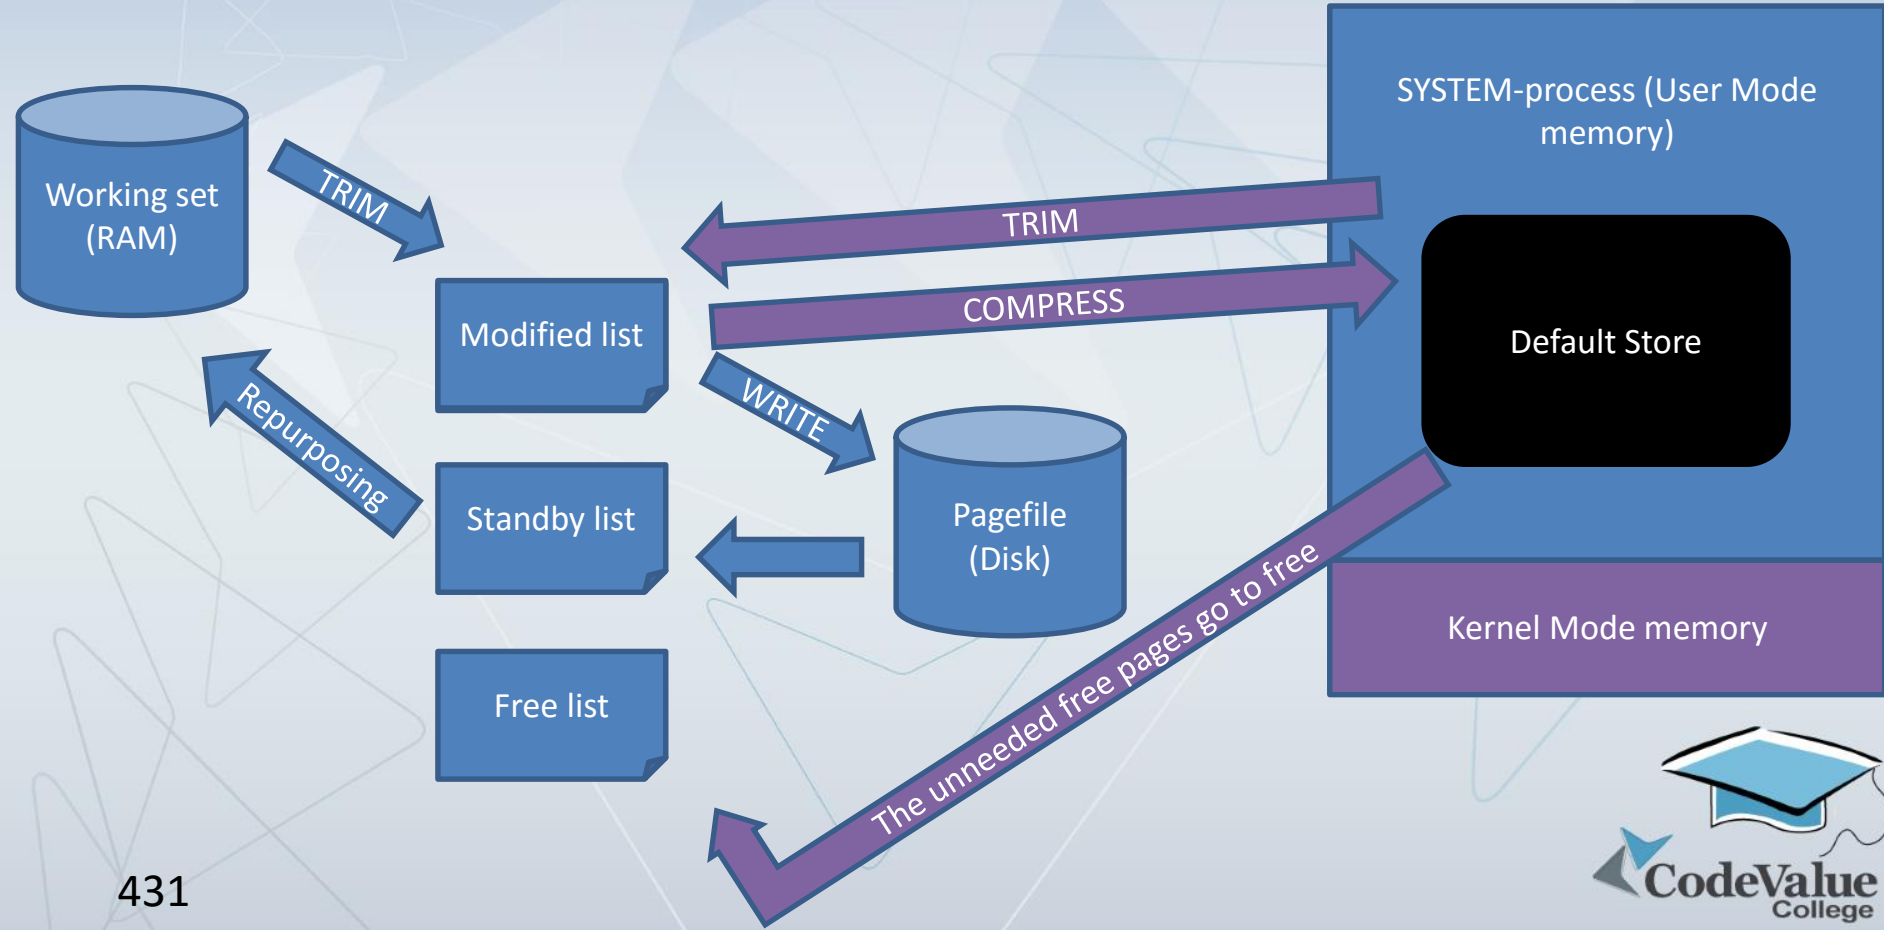 SYSTEM-process (User Mode
memory)
Working set
(RAM)
TRIM
TRIM
COMPRESS
Modified list
Default Store
WRITE
Repurposing
Standby list
Pagefile
(Disk)
The unneeded free pages go to free
Kernel Mode memory
Free list
431
CodeValue
College